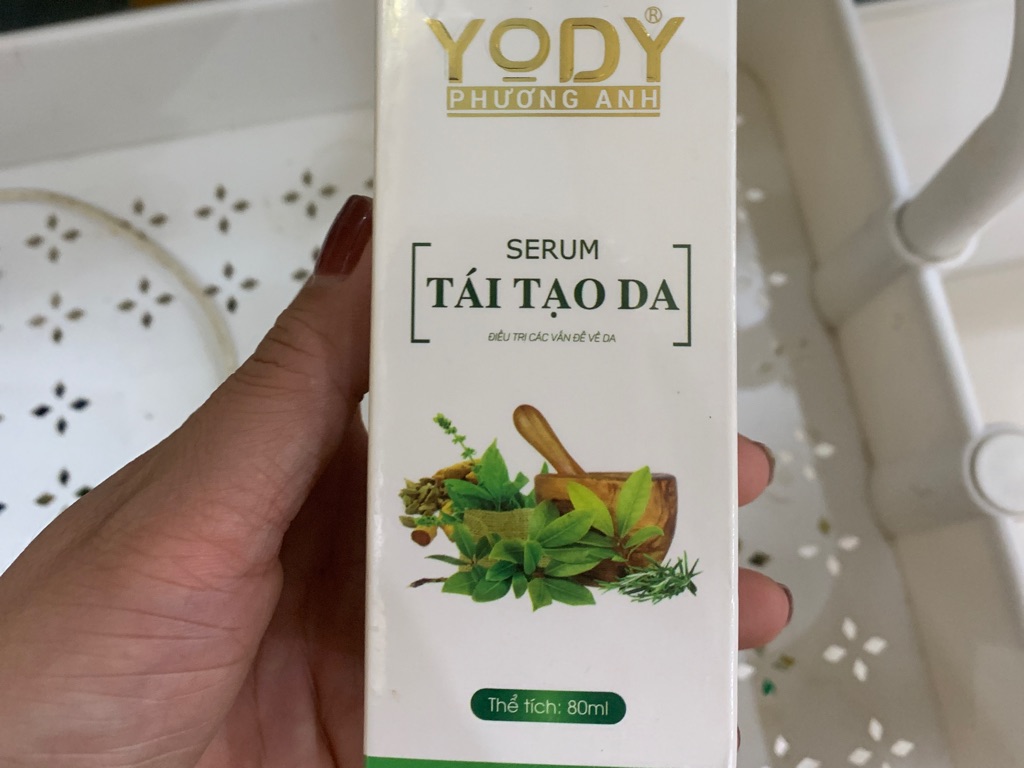 YODY®
PHƯƠNG ANH
SERUM
TÁI TẠO DA
ĐIỀU TRỊ CÁC VẤN ĐỀ VỀ DA
Thể tích: 80ml